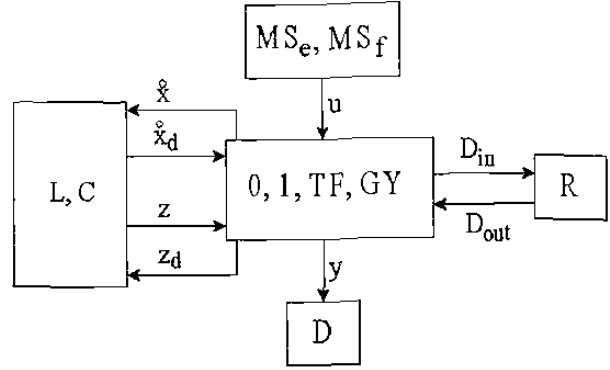 MSe, MSf
x̊
u
x̊d
Din
L, C
0, 1, TF, GY
R
z
Dout
zd
y
D